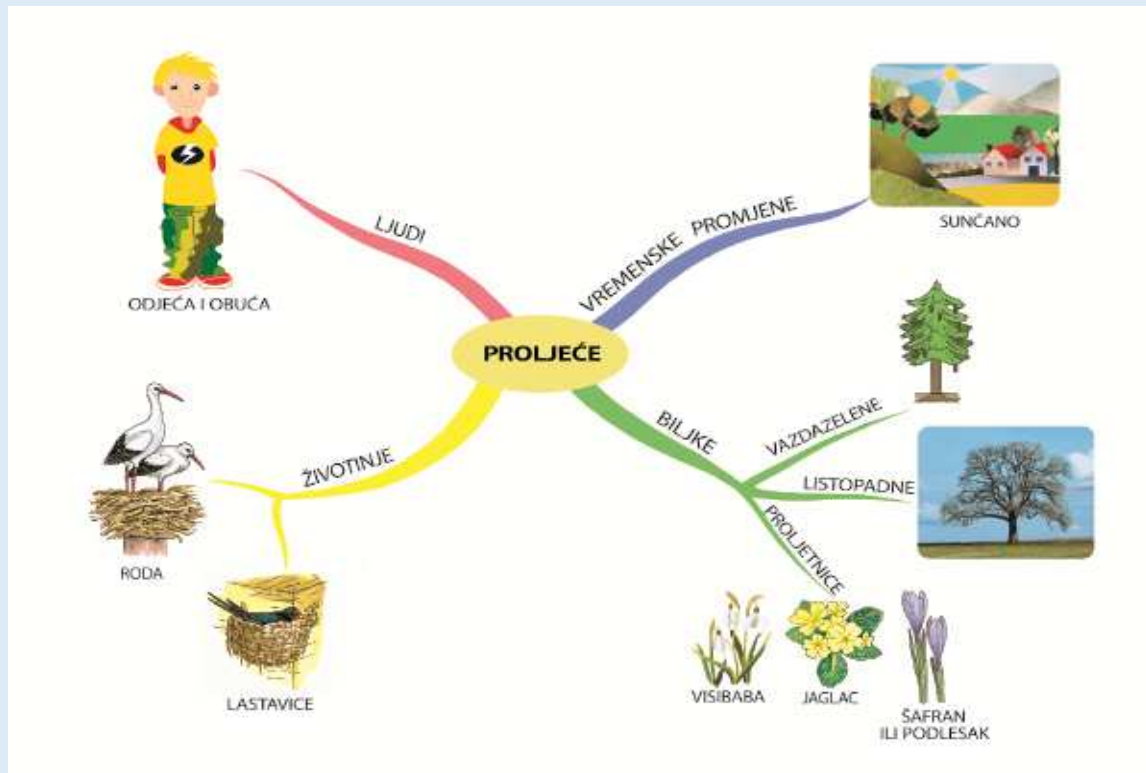 LJUDI
ODJEĆA I OBUĆA
VREMENSKE PROMJENE
SUNČANO
PROLJEĆE
ŽIVOTINJE
RODA
LASTAVICE
BILJKE
VAZDAZELENE
LISTOPADNE
PROLJETNICE
VISIBABA
JAGLAC
ŠAFRAN
ILI PODLESAK